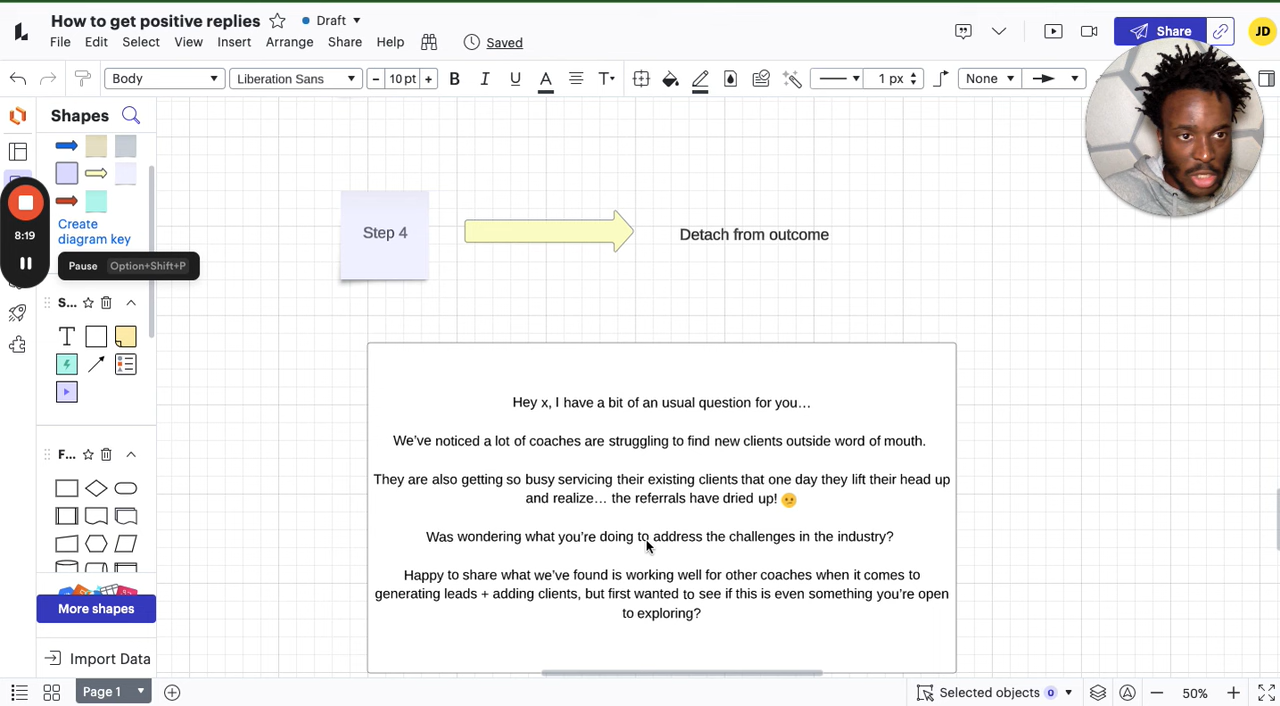 How to get positive replies
Draft
File Edit Select View Insert Arrange Share Help
Saved
Share
JD
Body
Liberation Sans
- 10 pt +
B I U A T
1 px
None
Shapes
8:19
Create
diagram key
Pause Option+Shift+P
S...
T
F...
More shapes
Import Data
Step 4
Detach from outcome
Hey x, I have a bit of an usual question for you…
We've noticed a lot of coaches are struggling to find new clients outside word of mouth.
They are also getting so busy servicing their existing clients that one day they lift their head up
and realize… the referrals have dried up! 😕
Was wondering what you're doing to address the challenges in the industry?
Happy to share what we've found is working well for other coaches when it comes to
generating leads + adding clients, but first wanted to see if this is even something you're open
to exploring?
Page 1
Selected objects 0
50%